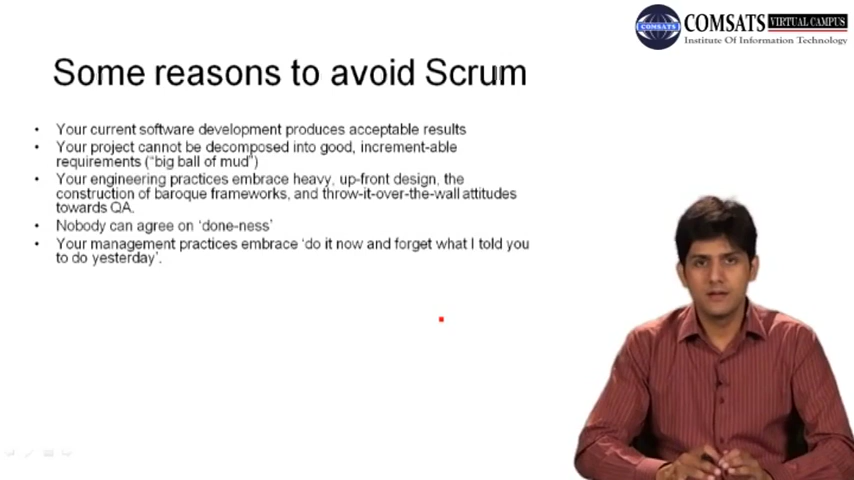 COMSATS VIRTUAL CAMPUS
COMSATS
Institute Of Information Technology
Some reasons to avoid Scrum
• Your current software development produces acceptable results
• Your project cannot be decomposed into good, increment-able
requirements (“big ball of mud”)
• Your engineering practices embrace heavy, up-front design, the
construction of baroque frameworks, and throw-it-over-the-wall attitudes
towards QA.
• Nobody can agree on ‘done-ness’
• Your management practices embrace ‘do it now and forget what I told you
to do yesterday’.